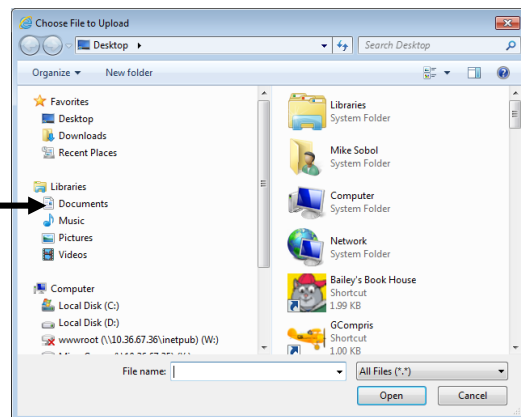 Choose File to Upload
Desktop
Search Desktop
Organize
New folder
Favorites
Desktop
Downloads
Recent Places
Libraries
Documents
Music
Pictures
Videos
Computer
Local Disk (C:)
Local Disk (D:)
wwwroot (\\10.36.67.36\inetpub) (W:)
Libraries
System Folder
Mike Sobol
System Folder
Computer
System Folder
Network
System Folder
Bailey's Book House
Shortcut
1.99 KB
GCompris
Shortcut
1.00 KB
File name:
All Files (*.*)
Open
Cancel